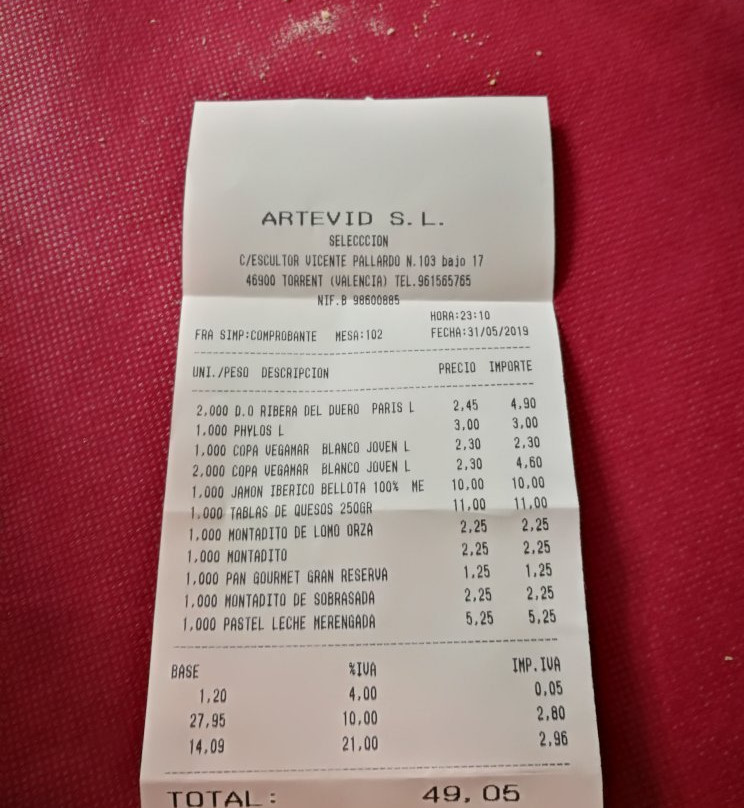 ARTEVID S.L.
SELECCCION
C/ESCULTOR VICENTE PALLARDO N.103 bajo 17
46900 TORRENT (VALENCIA) TEL.961565765
NIF.B 98600885
HORA:23:10
FRA SIMP:COMPROBANTE MESA:102 FECHA:31/05/2019
UNI./PESO DESCRIPCION PRECIO IMPORTE
2,000 D.O RIBERA DEL DUERO PARIS L 2,45 4,90
1,000 PHYLOS L 3,00 3,00
1,000 COPA VEGAMAR BLANCO JOVEN L 2,30 2,30
2,000 COPA VEGAMAR BLANCO JOVEN L 2,30 4,60
1,000 JAMON IBERICO BELLOTA 100% ME 10,00 10,00
1,000 TABLAS DE QUESOS 250GR 11,00 11,00
1,000 MONTADITO DE LOMO ORZA 2,25 2,25
1,000 MONTADITO 2,25 2,25
1,000 PAN GOURMET GRAN RESERVA 1,25 1,25
1,000 MONTADITO DE SOBRASADA 2,25 2,25
1,000 PASTEL LECHE MERENGADA 5,25 5,25
BASE %IVA IMP.IVA
1,20 4,00 0,05
27,95 10,00 2,80
14,09 21,00 2,96
TOTAL: 49,05